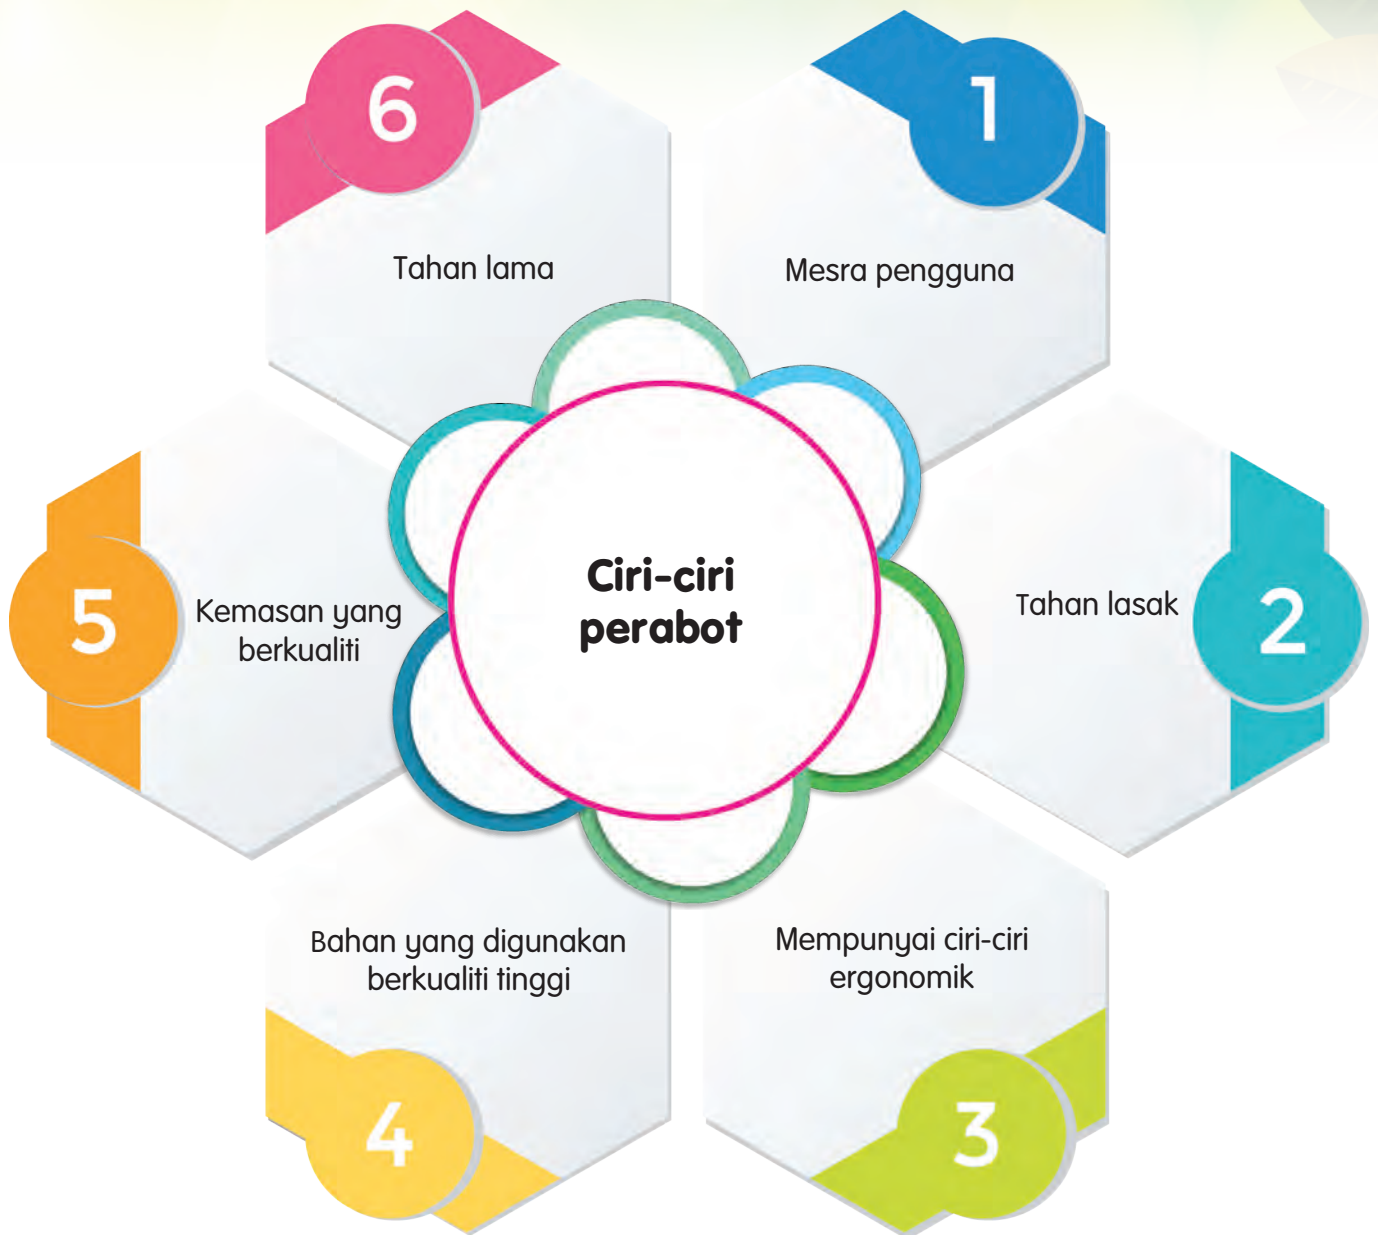 Ciri-ciri
perabot
1
Mesra pengguna
2
Tahan lasak
3
Mempunyai ciri-ciri
ergonomik
4
Bahan yang digunakan
berkualiti tinggi
5
Kemasan yang
berkualiti
6
Tahan lama